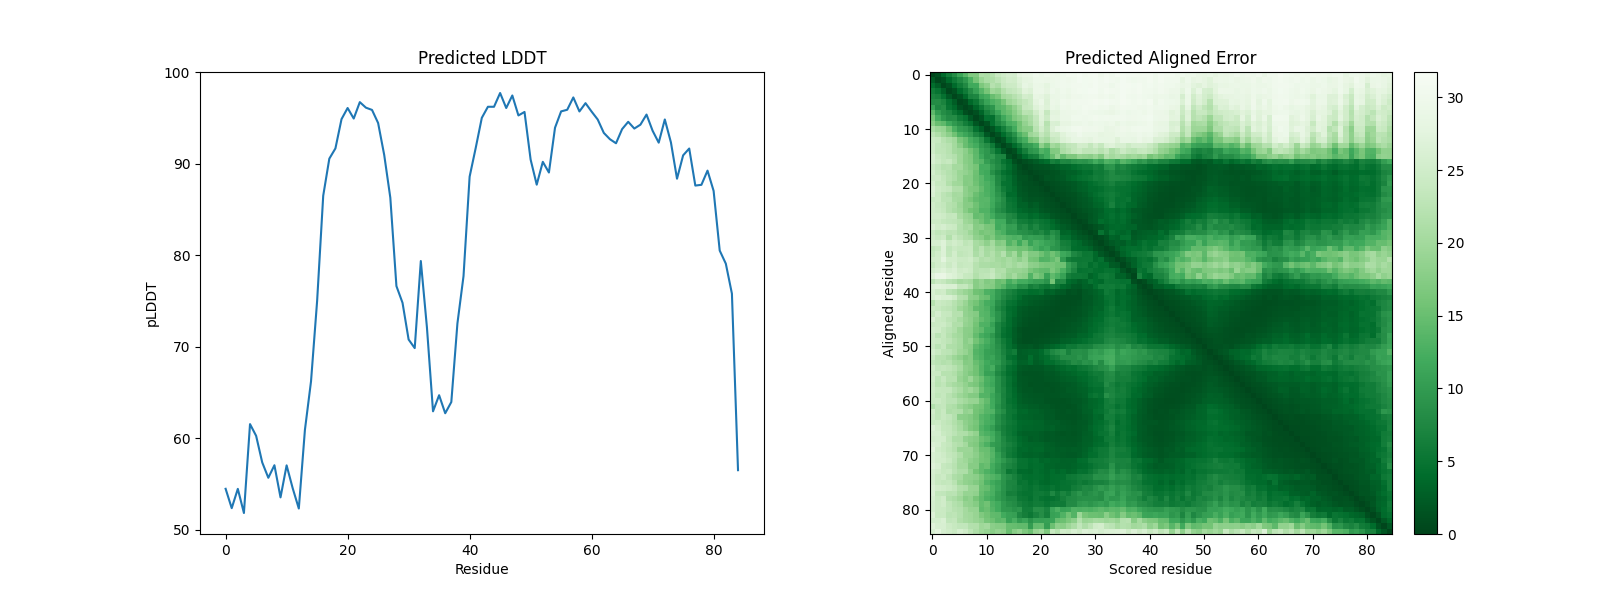 Predicted LDDT
100
90
80
70
60
50
pLDDT
0 20 40 60 80
Residue
Predicted Aligned Error
0
10
20
30
40
50
60
70
80
Aligned residue
0 10 20 30 40 50 60 70 80
Scored residue
30
25
20
15
10
5
0